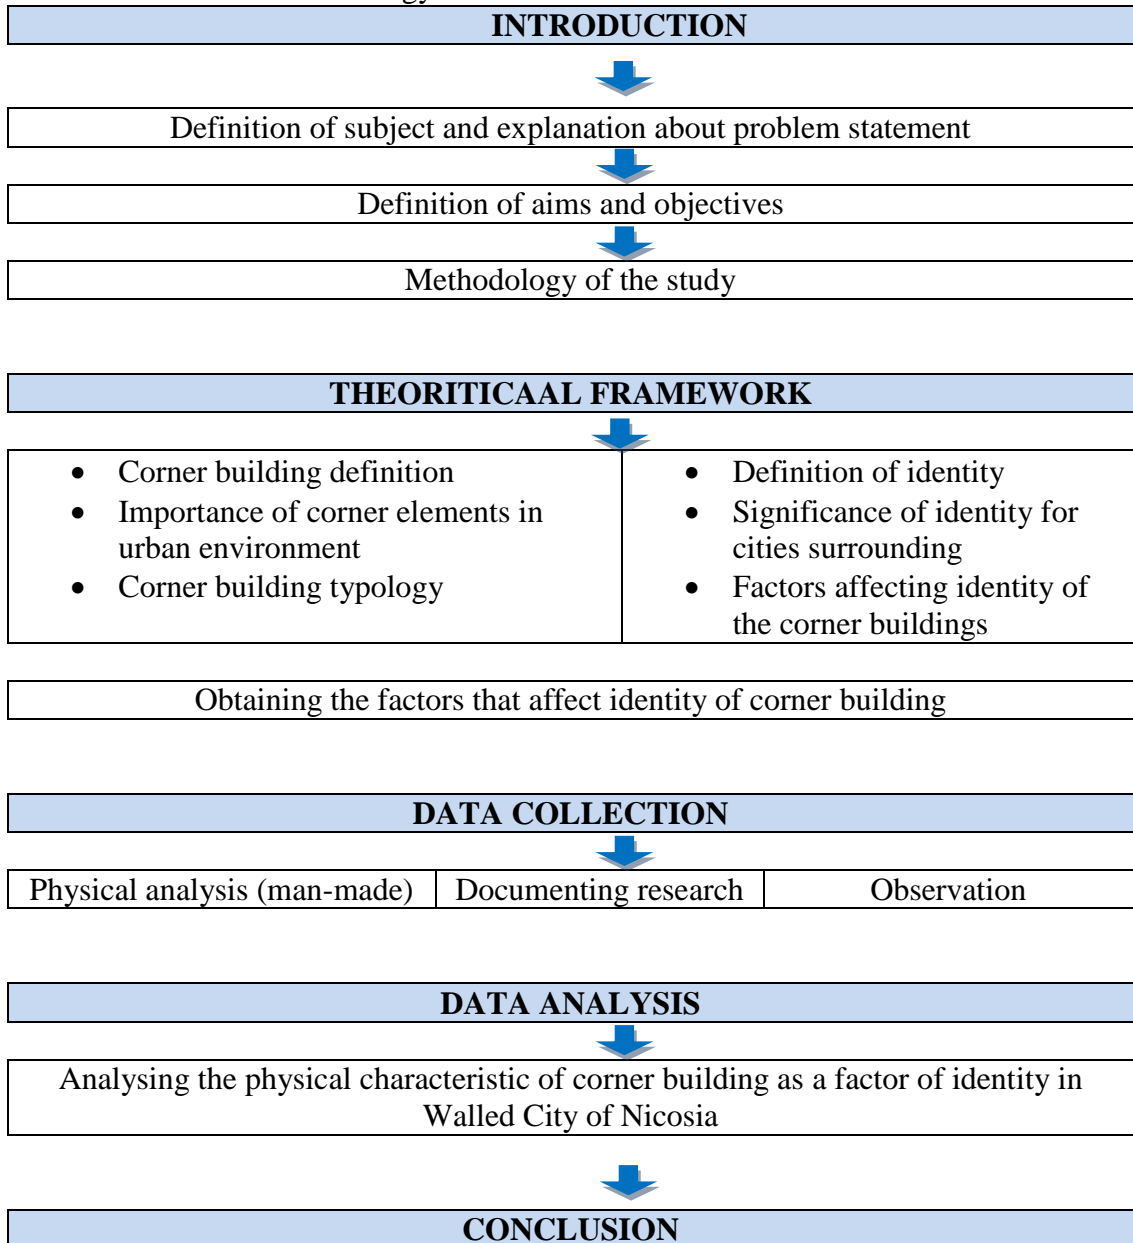 INTRODUCTION
Definition of subject and explanation about problem statement
Definition of aims and objectives
Methodology of the study
THEORITICAAL FRAMEWORK
• Corner building definition
• Importance of corner elements in
urban environment
• Corner building typology
• Definition of identity
• Significance of identity for
cities surrounding
• Factors affecting identity of
the corner buildings
Obtaining the factors that affect identity of corner building
DATA COLLECTION
Physical analysis (man-made) Documenting research Observation
DATA ANALYSIS
Analysing the physical characteristic of corner building as a factor of identity in
Walled City of Nicosia
CONCLUSION